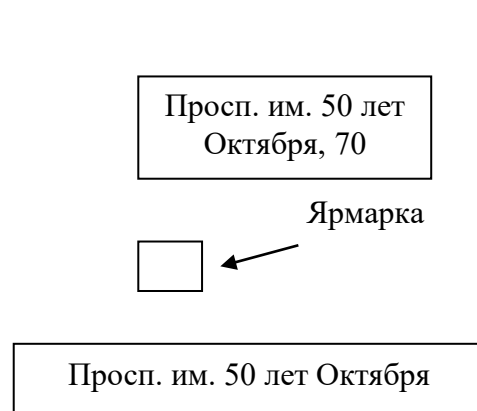 Просп. им. 50 лет
Октября, 70
Ярмарка
Просп. им. 50 лет Октября